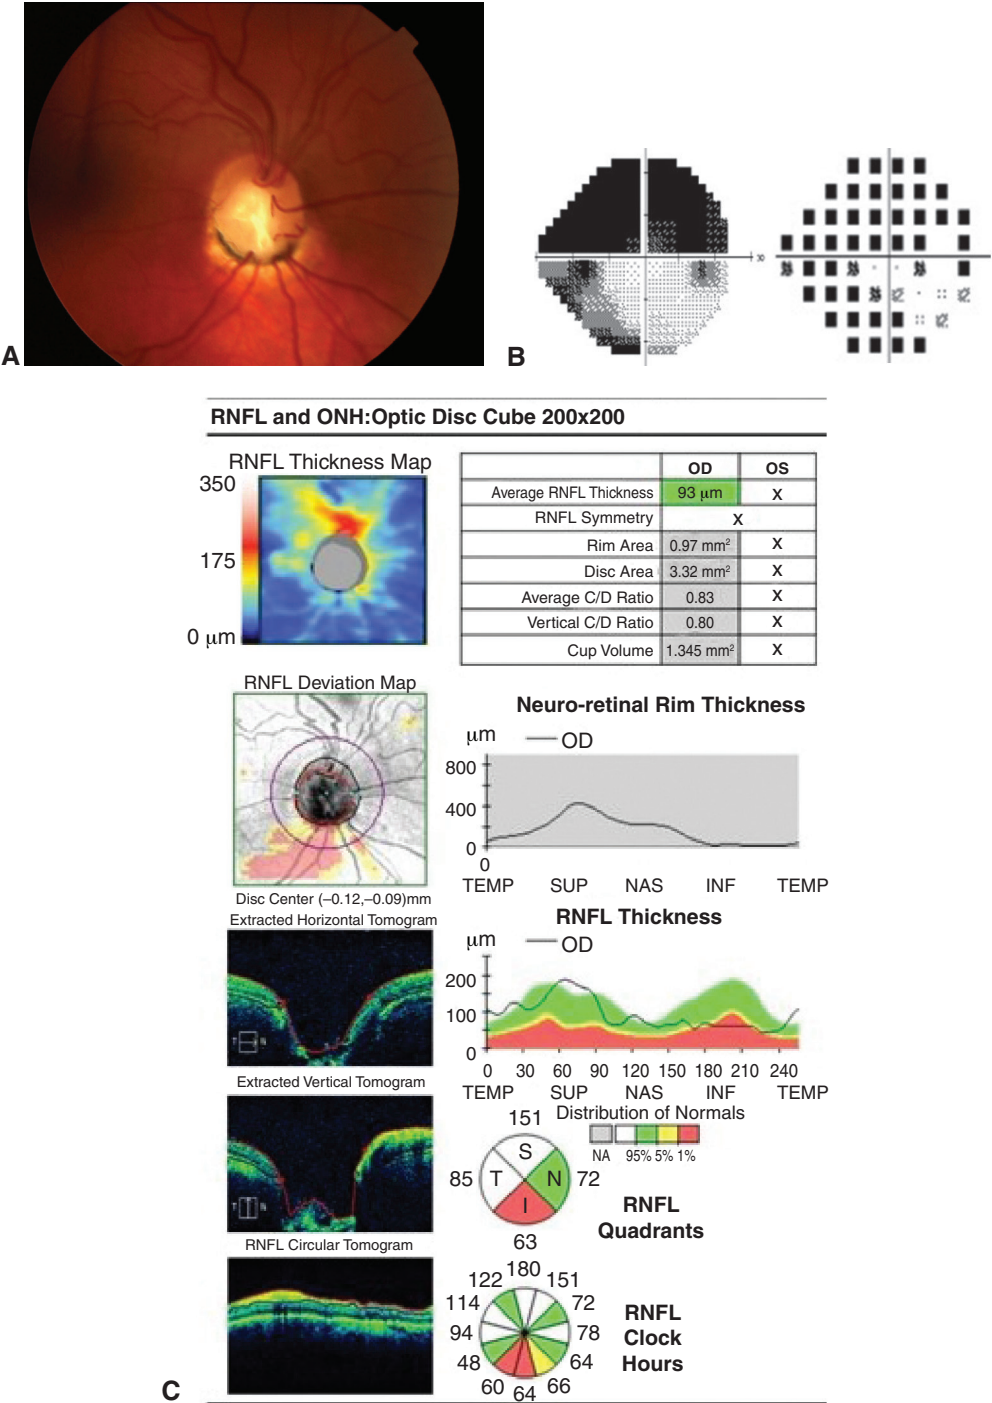 A
B
30
RNFL and ONH:Optic Disc Cube 200x200
RNFL Thickness Map
350
175
0 μm
OD OS
Average RNFL Thickness 93 μm X
RNFL Symmetry X
Rim Area 0.97 mm² X
Disc Area 3.32 mm² X
Average C/D Ratio 0.83 X
Vertical C/D Ratio 0.80 X
Cup Volume 1.345 mm² X
RNFL Deviation Map
Disc Center (–0.12,–0.09)mm
Neuro-retinal Rim Thickness
μm
OD
800
400
0
0
TEMP SUP NAS INF TEMP
Extracted Horizontal Tomogram
T N
RNFL Thickness
μm
OD
200
100
0
0 30 60 90 120 150 180 210 240
TEMP SUP NAS INF TEMP
Extracted Vertical Tomogram
T N
Distribution of Normals
NA 95% 5% 1%
151
S
85 T N 72
I
63
RNFL
Quadrants
RNFL Circular Tomogram
180
122 151
114 72
94 78
48 64
60 66
64
RNFL
Clock
Hours
C